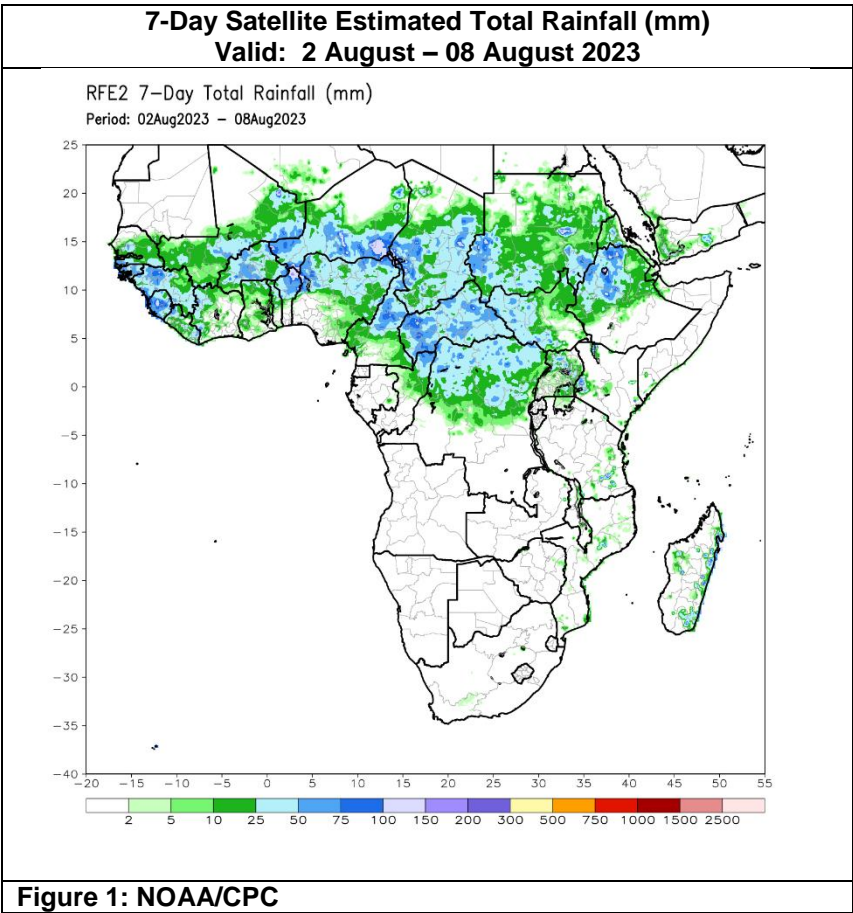 7-Day Satellite Estimated Total Rainfall (mm)
Valid:  2 August – 08 August 2023
RFE2 7-Day Total Rainfall (mm)
Period: 02Aug2023 – 08Aug2023
25
20
15
10
5
0
-5
-10
-15
-20
-25
-30
-35
-40
-20 -15 -10 -5 0 5 10 15 20 25 30 35 40 45 50 55
2 5 10 25 50 75 100 150 200 300 500 750 1000 1500 2500
Figure 1: NOAA/CPC